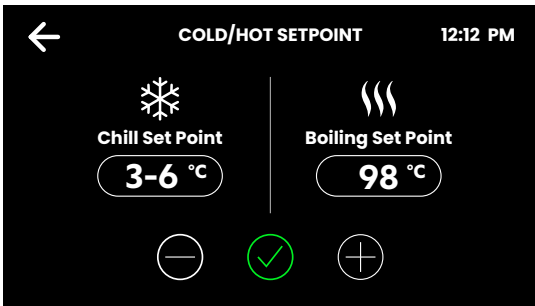 COLD/HOT SETPOINT 12:12 PM
Chill Set Point
3-6 °C
Boiling Set Point
98 °C